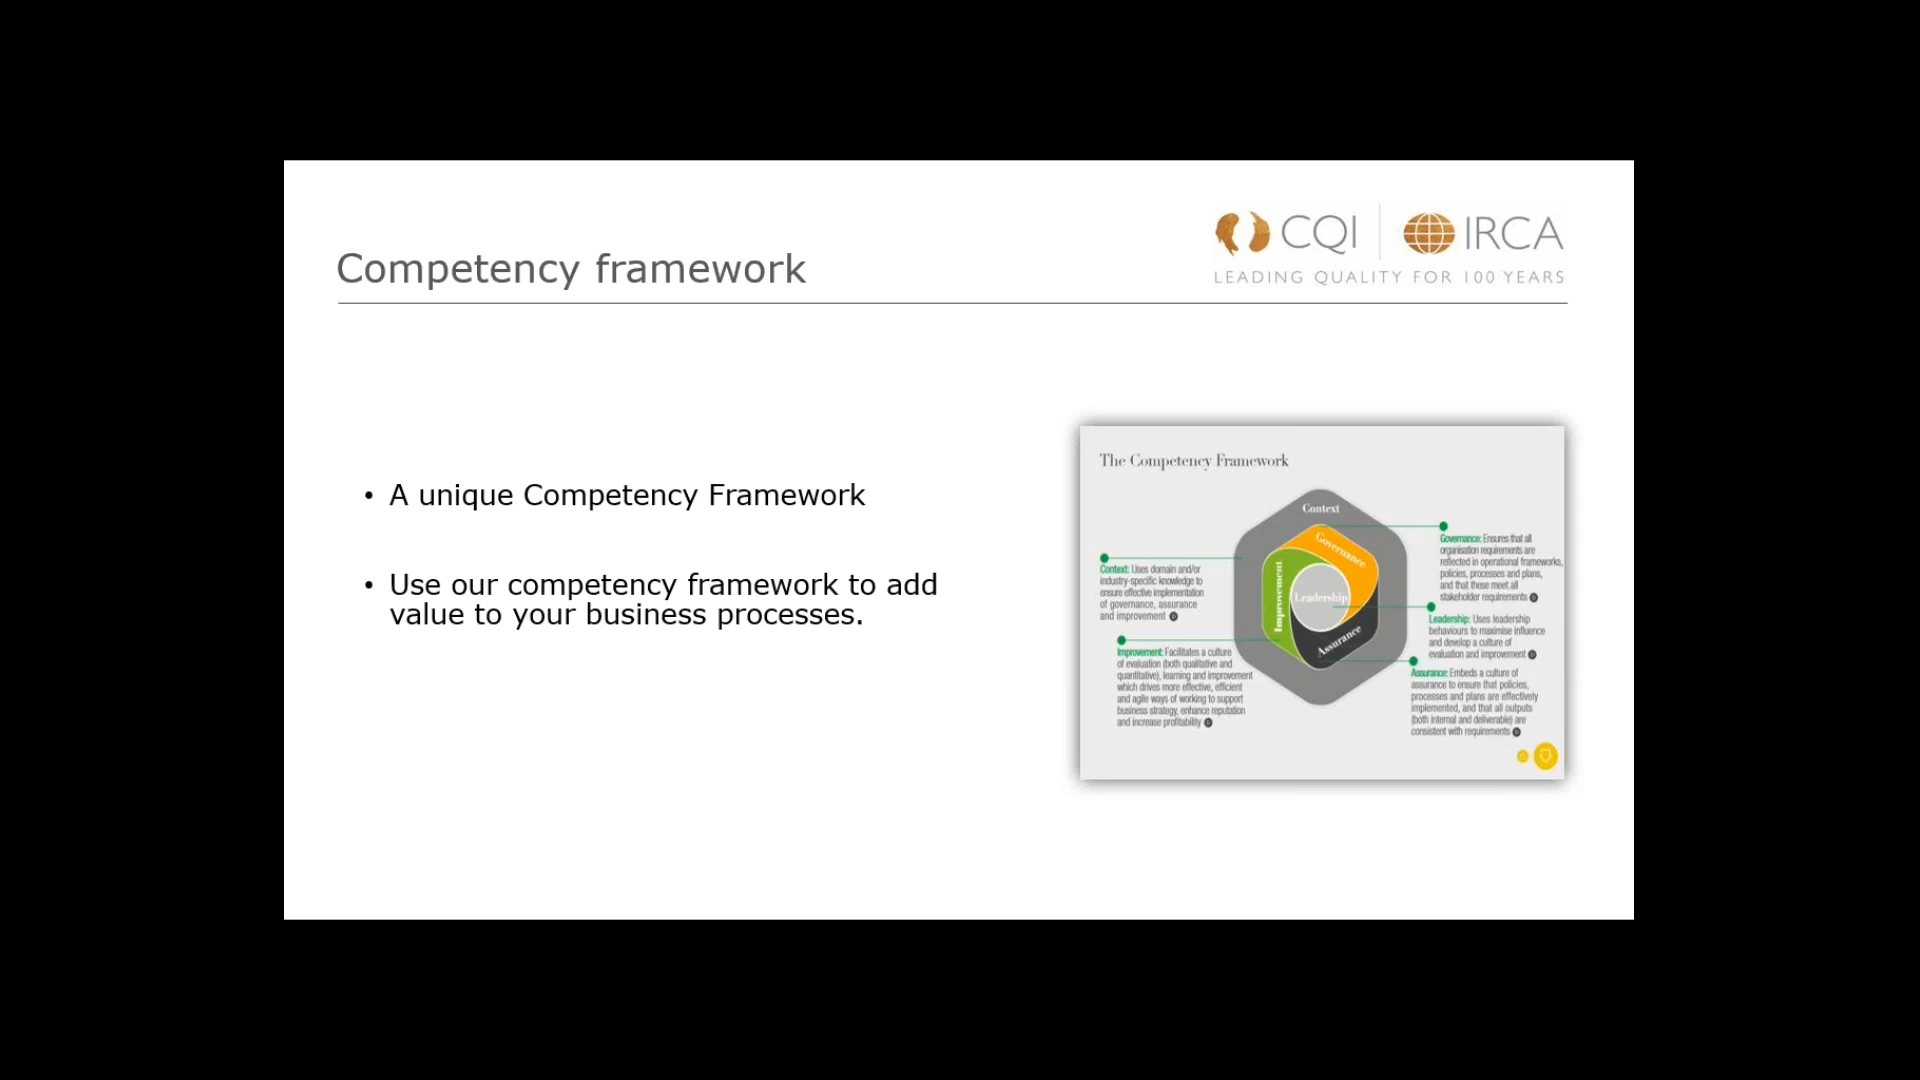 Competency framework
CQI
IRCA
LEADING QUALITY FOR 100 YEARS
• A unique Competency Framework
• Use our competency framework to add
value to your business processes.
The Competency Framework
Context
Governance
Improvement
Leadership
Assurance
Context: Uses domain and/or
industry-specific knowledge to
ensure effective implementation
of governance, assurance
and improvement
Improvement: Facilitates a culture
of evaluation (both qualitative and
quantitative), learning and improvement
which drives more effective, efficient
and agile ways of working to support
business strategy, enhance reputation
and increase profitability
Governance: Ensures that all
organisation requirements are
reflected in operational frameworks,
policies, processes and plans,
and that these meet all
stakeholder requirements
Leadership: Uses leadership
behaviours to maximise influence
and develop a culture of
evaluation and improvement
Assurance: Embeds a culture of
assurance to ensure that policies,
processes and plans are effectively
implemented, and that all outputs
(both internal and deliverable) are
consistent with requirements